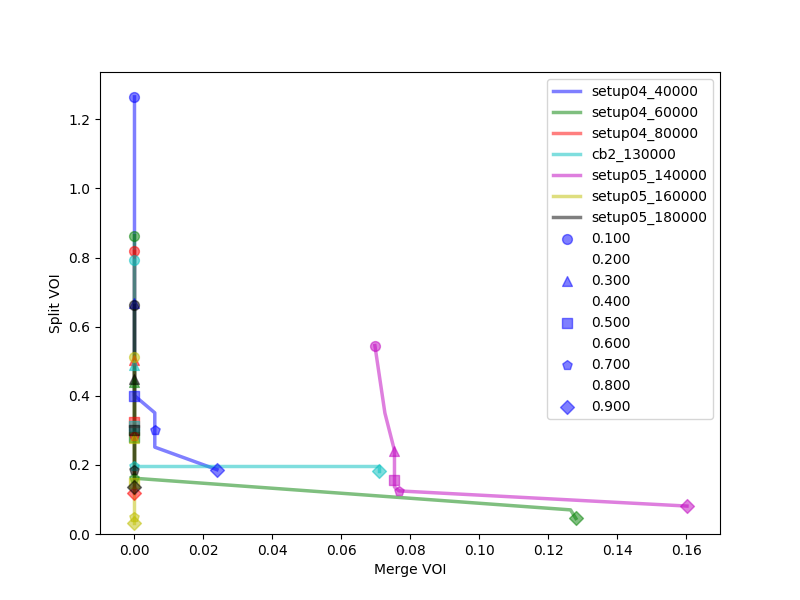 1.2
1.0
0.8
0.6
0.4
0.2
0.0
Split VOI
0.00 0.02 0.04 0.06 0.08 0.10 0.12 0.14 0.16
Merge VOI
setup04_40000
setup04_60000
setup04_80000
cb2_130000
setup05_140000
setup05_160000
setup05_180000
0.100
0.200
0.300
0.400
0.500
0.600
0.700
0.800
0.900